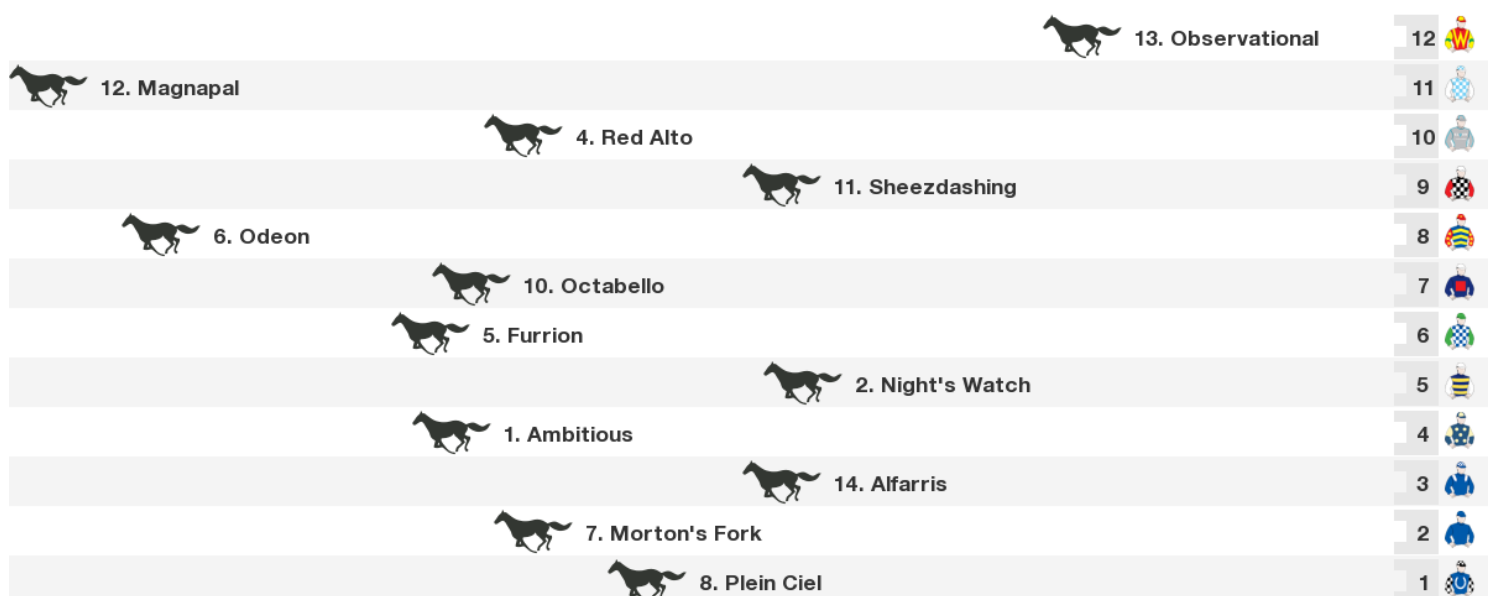 13. Observational 12
12. Magnapal 11
4. Red Alto 10
11. Sheezdashing 9
6. Odeon 8
10. Octabello 7
5. Furrion 6
2. Night's Watch 5
1. Ambitious 4
14. Alfarris 3
7. Morton's Fork 2
8. Plein Ciel 1